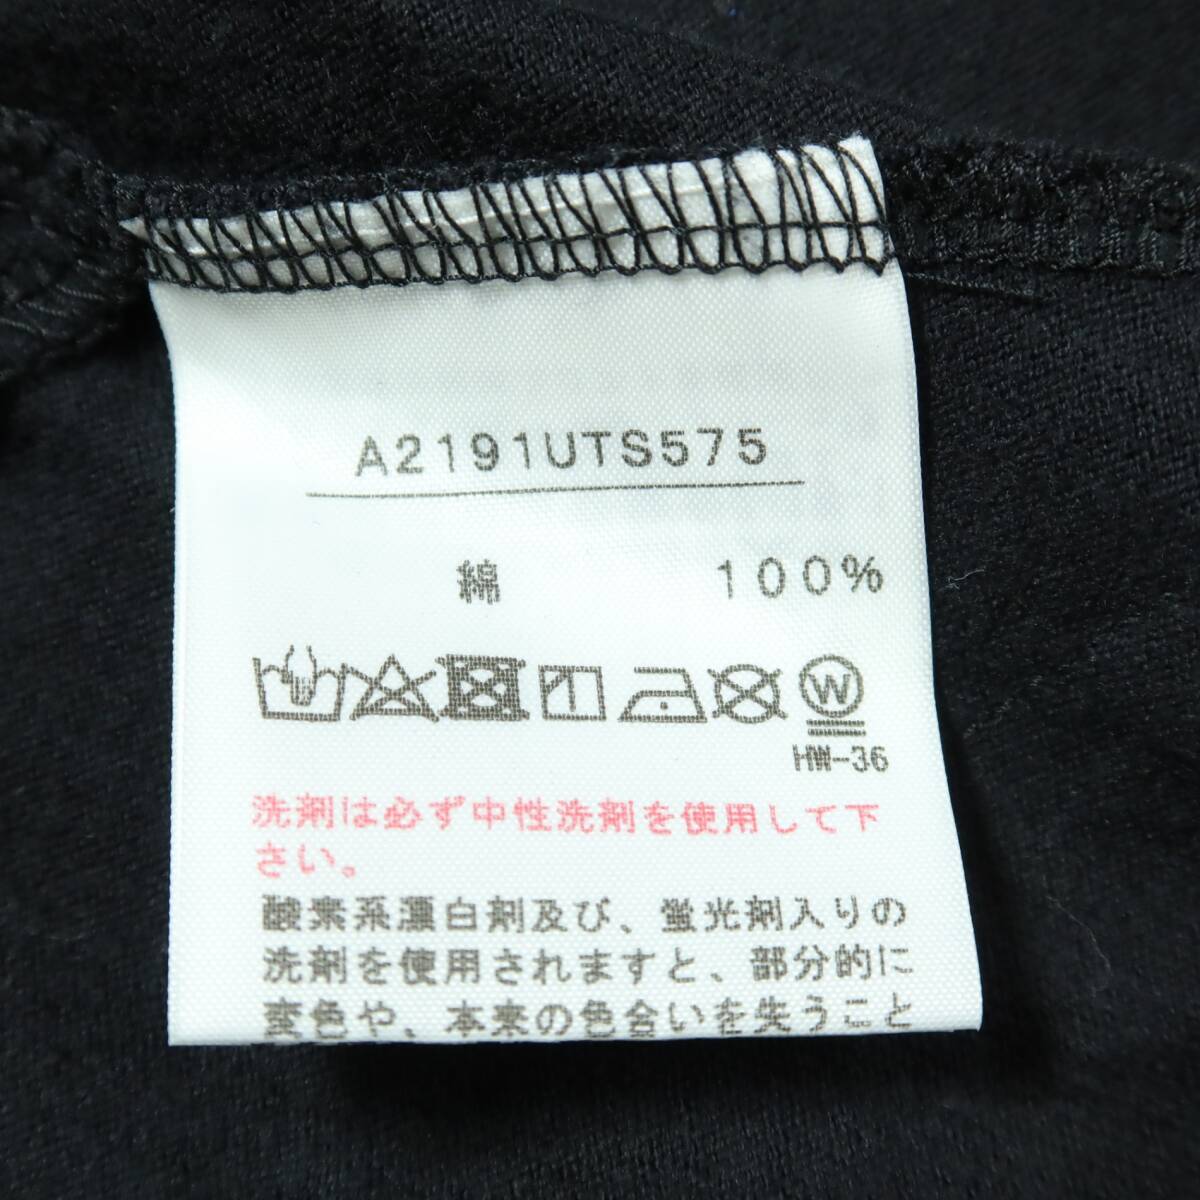 A2191UTS575
綿 100%
W
HW-36
洗剤は必ず中性洗剤を使用して下
さい。
酸素系漂白剤及び、蛍光剤入りの
洗剤を使用されますと、部分的に
変色や、本来の色合いを失うこと